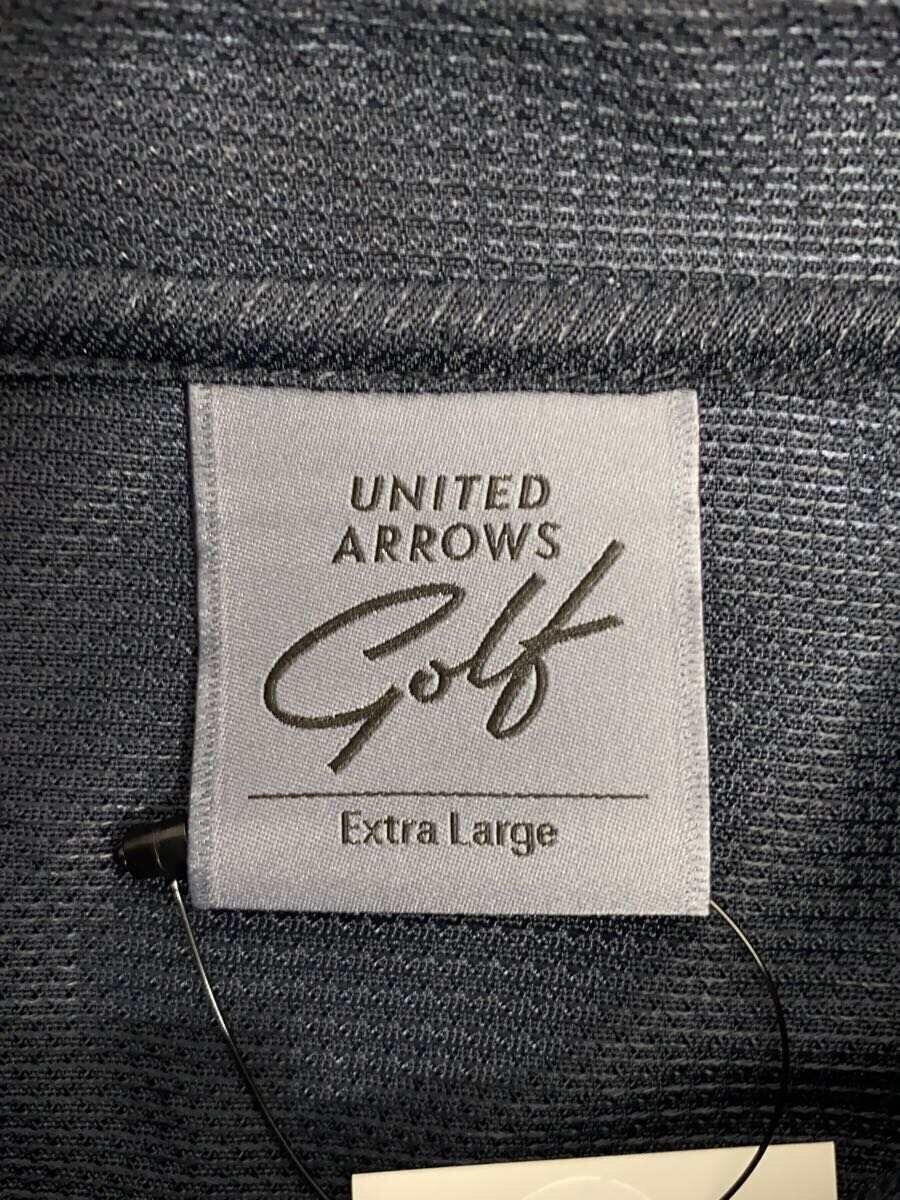 UNITED
ARROWS
Golf
Extra Large